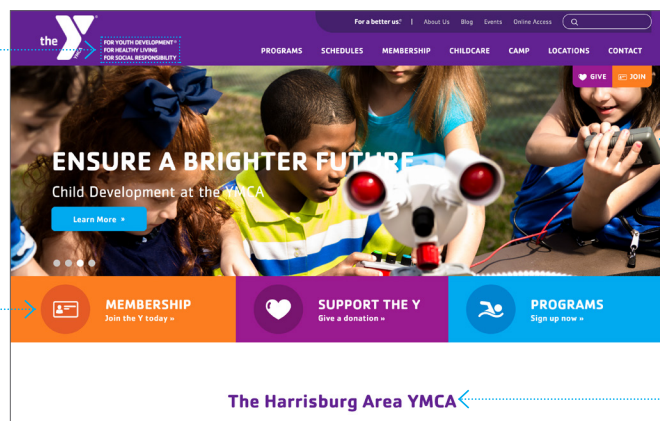 For a better us.® | About Us Blog Events Online Access
the Y
YMCA
FOR YOUTH DEVELOPMENT®
FOR HEALTHY LIVING
FOR SOCIAL RESPONSIBILITY
PROGRAMS SCHEDULES MEMBERSHIP CHILDCARE CAMP LOCATIONS CONTACT
GIVE JOIN
ENSURE A BRIGHTER FUTURE
Child Development at the YMCA
Learn More »
MEMBERSHIP
Join the Y today »
SUPPORT THE Y
Give a donation »
PROGRAMS
Sign up now »
The Harrisburg Area YMCA